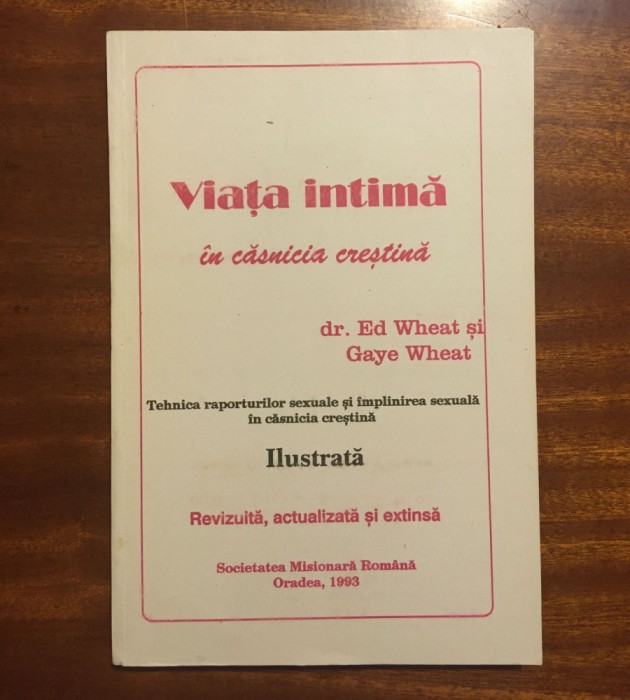 Viața intimă
în căsnicia creștină
dr. Ed Wheat și
Gaye Wheat
Tehnica raporturilor sexuale și împlinirea sexuală
în căsnicia creștină
Ilustrată
Revizuită, actualizată și extinsă
Societatea Misionară Română
Oradea, 1993